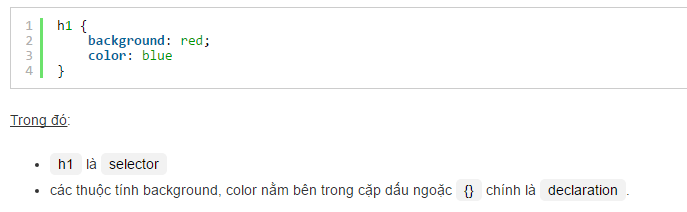 1 h1 {
2     background: red;
3     color: blue
4 }
Trong đó:
• h1 là selector
• các thuộc tính background, color nằm bên trong cặp dấu ngoặc {} chính là declaration .